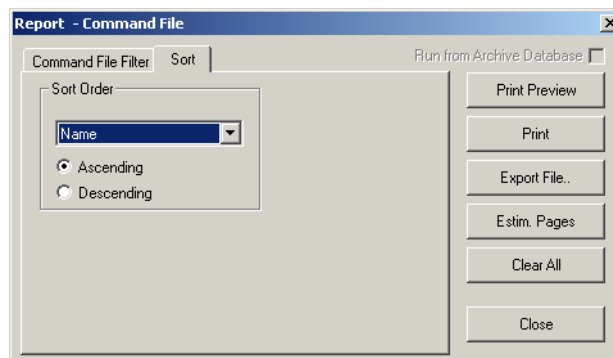 Report - Command File
Command File Filter
Sort
Run from Archive Database
Sort Order
Name
Ascending
Descending
Print Preview
Print
Export File..
Estim. Pages
Clear All
Close